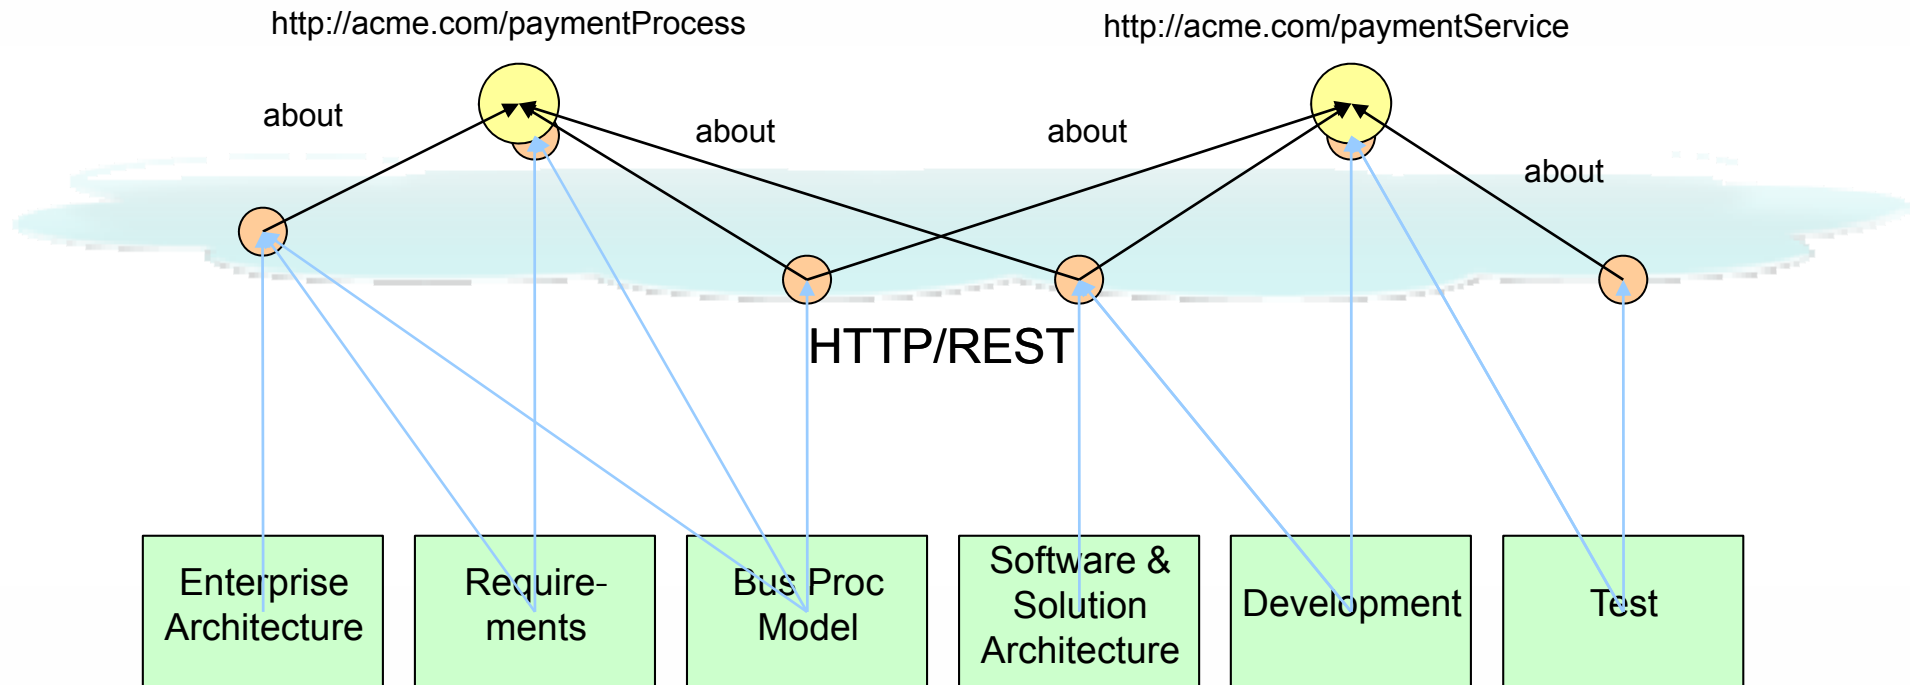 http://acme.com/paymentProcess
http://acme.com/paymentService
about
about
about
about
HTTP/REST
Enterprise
Architecture
Require-
ments
Bus Proc
Model
Software &
Solution
Architecture
Development
Test